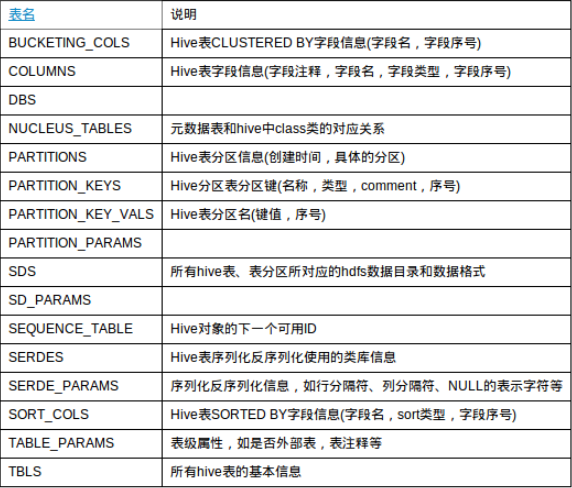 表名 说明
BUCKETING_COLS Hive表CLUSTERED BY字段信息(字段名，字段序号)
COLUMNS Hive表字段信息(字段注释，字段名，字段类型，字段序号)
DBS
NUCLEUS_TABLES 元数据表和hive中class类的对应关系
PARTITIONS Hive表分区信息(创建时间，具体的分区)
PARTITION_KEYS Hive分区表分区键(名称，类型，comment，序号)
PARTITION_KEY_VALS Hive表分区名(键值，序号)
PARTITION_PARAMS
SDS 所有hive表、表分区所对应的hdfs数据目录和数据格式
SD_PARAMS
SEQUENCE_TABLE Hive对象的下一个可用ID
SERDES Hive表序列化反序列化使用的类库信息
SERDE_PARAMS 序列化反序列化信息，如行分隔符、列分隔符、NULL的表示字符等
SORT_COLS Hive表SORTED BY字段信息(字段名，sort类型，字段序号)
TABLE_PARAMS 表级属性，如是否外部表，表注释等
TBLS 所有hive表的基本信息